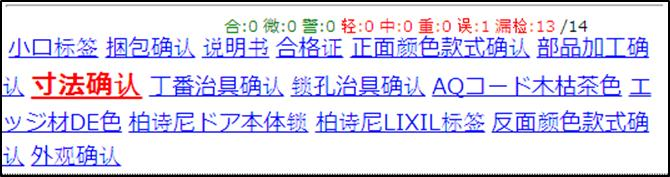 合:0 微:0 警:0 轻:0 中:0 重:0 误:1 漏检:13 /14
小口标签 捆包确认 说明书 合格证 正面颜色款式确认 部品加工确
认 寸法确认 丁番治具确认 锁孔治具确认 AQコード木枯茶色 エ
ッジ材DE色 柏诗尼ドア本体锁 柏诗尼LIXIL标签 反面颜色款式确
认 外观确认